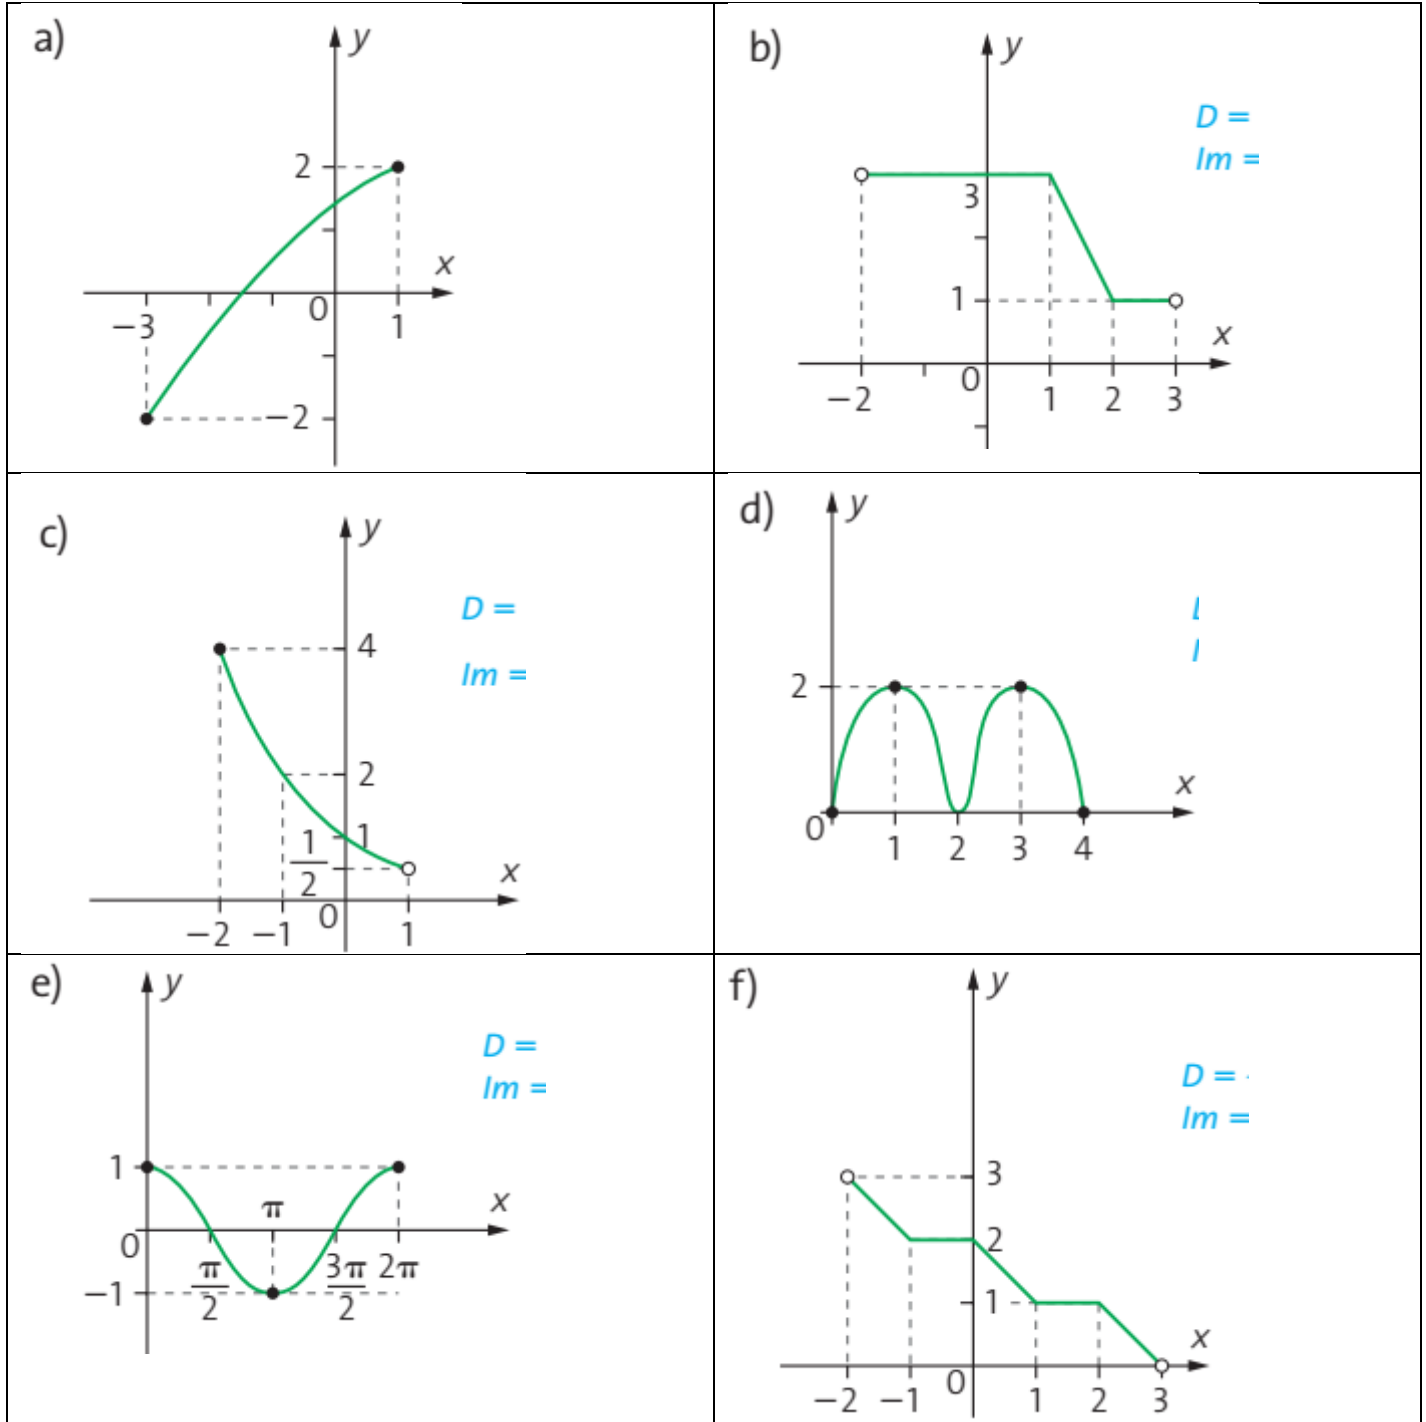 a)
y
2
x
−3
0
1
−2
b)
y
D =
Im =
3
1
x
0
−2
1
2
3
c)
y
D =
4
Im =
2
1
1/2
x
0
−2
−1
1
d)
y
2
x
0
1
2
3
4
e)
y
D =
Im =
1
π
x
0
π/2
3π/2
2π
−1
f)
y
D =
Im =
3
2
1
x
0
−2
−1
1
2
3